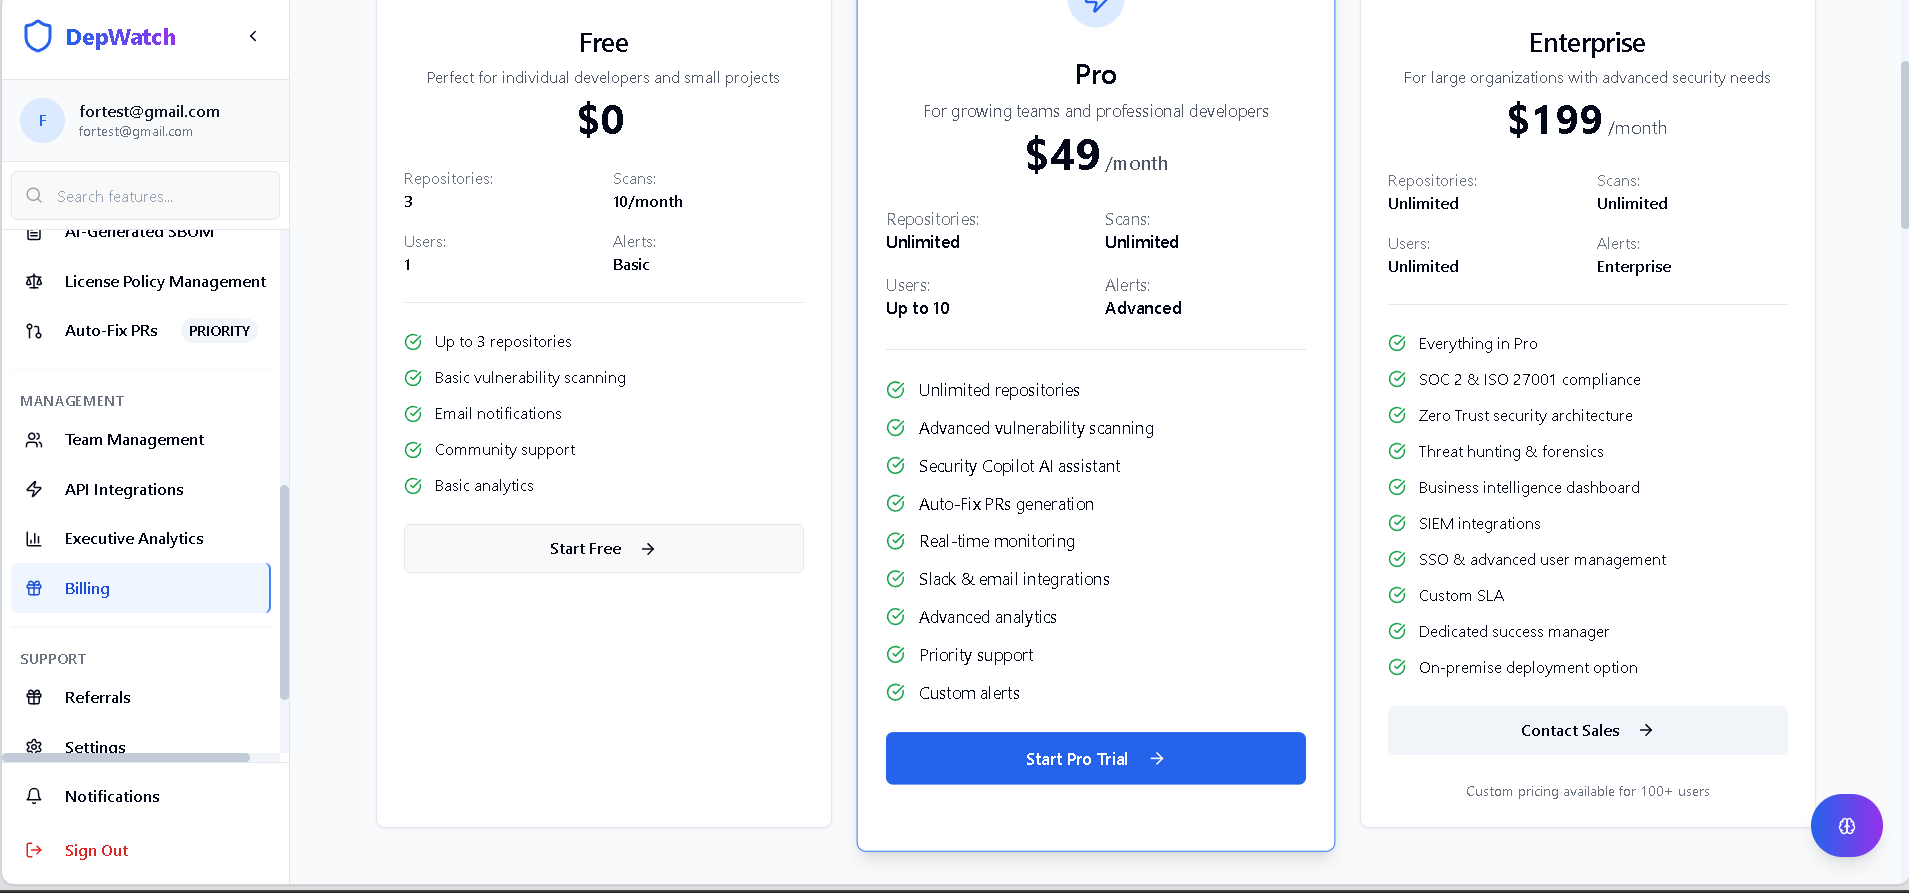 DepWatch
F
fortest@gmail.com
fortest@gmail.com
Search features...
AI-Generated SBOM
License Policy Management
Auto-Fix PRs PRIORITY
MANAGEMENT
Team Management
API Integrations
Executive Analytics
Billing
SUPPORT
Referrals
Settings
Notifications
Sign Out
Free
Perfect for individual developers and small projects
$0
Repositories: Scans:
3 10/month
Users: Alerts:
1 Basic
Up to 3 repositories
Basic vulnerability scanning
Email notifications
Community support
Basic analytics
Start Free
Pro
For growing teams and professional developers
$49 /month
Repositories: Scans:
Unlimited Unlimited
Users: Alerts:
Up to 10 Advanced
Unlimited repositories
Advanced vulnerability scanning
Security Copilot AI assistant
Auto-Fix PRs generation
Real-time monitoring
Slack & email integrations
Advanced analytics
Priority support
Custom alerts
Start Pro Trial
Enterprise
For large organizations with advanced security needs
$199 /month
Repositories: Scans:
Unlimited Unlimited
Users: Alerts:
Unlimited Enterprise
Everything in Pro
SOC 2 & ISO 27001 compliance
Zero Trust security architecture
Threat hunting & forensics
Business intelligence dashboard
SIEM integrations
SSO & advanced user management
Custom SLA
Dedicated success manager
On-premise deployment option
Contact Sales
Custom pricing available for 100+ users